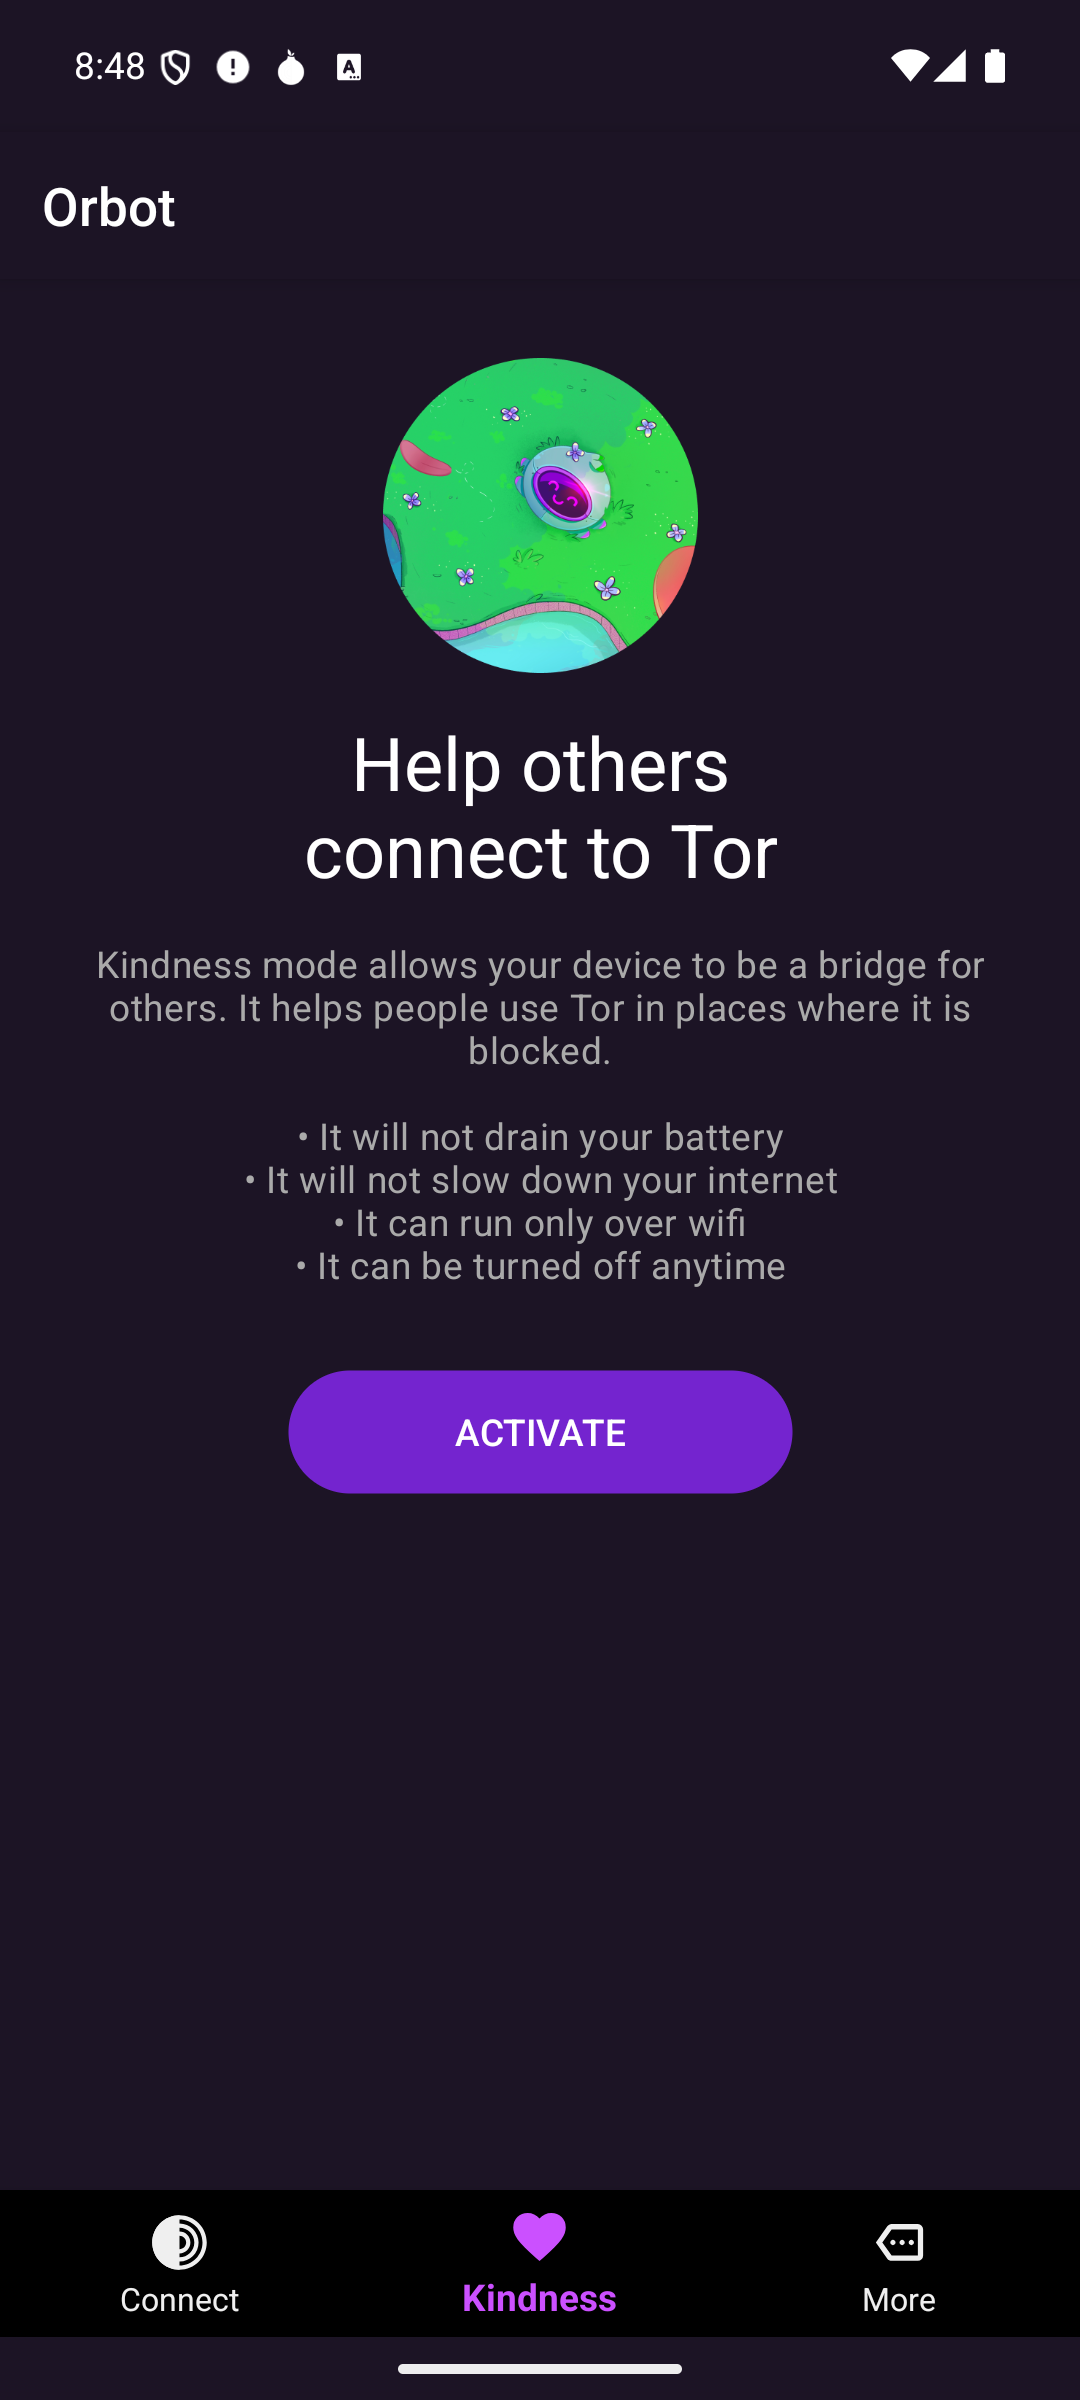 8:48
Orbot
Help others
connect to Tor
Kindness mode allows your device to be a bridge for
others. It helps people use Tor in places where it is
blocked.
• It will not drain your battery
• It will not slow down your internet
• It can run only over wifi
• It can be turned off anytime
ACTIVATE
Connect
Kindness
More